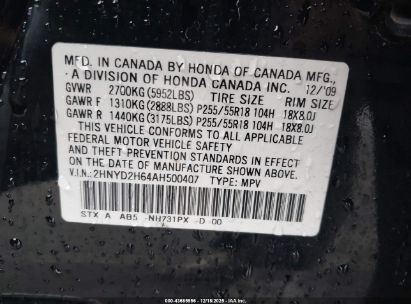 MFD. IN CANADA BY HONDA OF CANADA MFG.,
A DIVISION OF HONDA CANADA INC. 12/'09
GVWR 2700KG(5952LBS) TIRE SIZE RIM SIZE
GAWR F 1310KG(2888LBS) P255/55R18 104H 18X8.0J
GAWR R 1440KG(3175LBS) P255/55R18 104H 18X8.0J
THIS VEHICLE CONFORMS TO ALL APPLICABLE
FEDERAL MOTOR VEHICLE SAFETY STANDARDS IN EFFECT ON
THE DATE OF MANUFACTURE SHOWN ABOVE.
V.I.N.:2HNYD2H64AH500407 TYPE: MPV
STX A AB5 NH731PX D 00